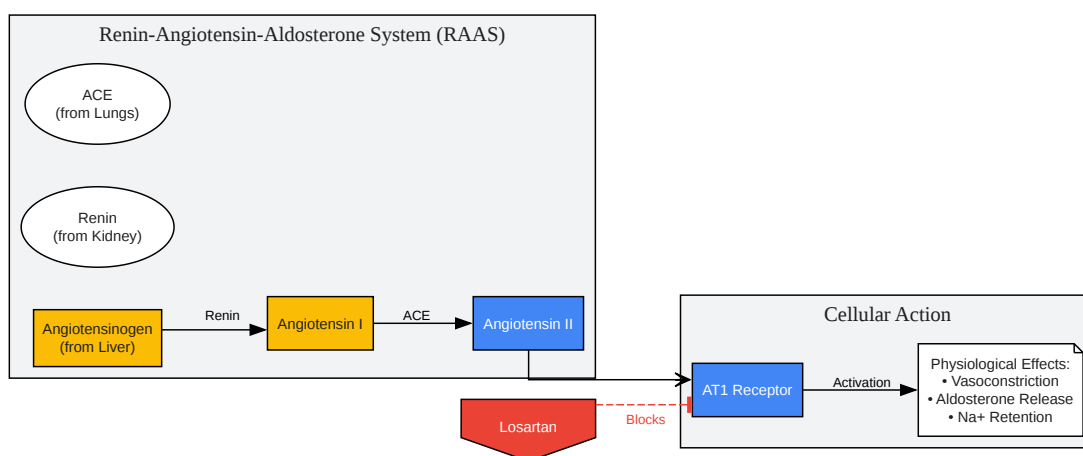 Renin-Angiotensin-Aldosterone System (RAAS)
ACE
(from Lungs)
Renin
(from Kidney)
Angiotensinogen
(from Liver)
Renin
Angiotensin I
ACE
Angiotensin II
Cellular Action
AT1 Receptor
Activation
Physiological Effects:
• Vasoconstriction
• Aldosterone Release
• Na+ Retention
Losartan
Blocks